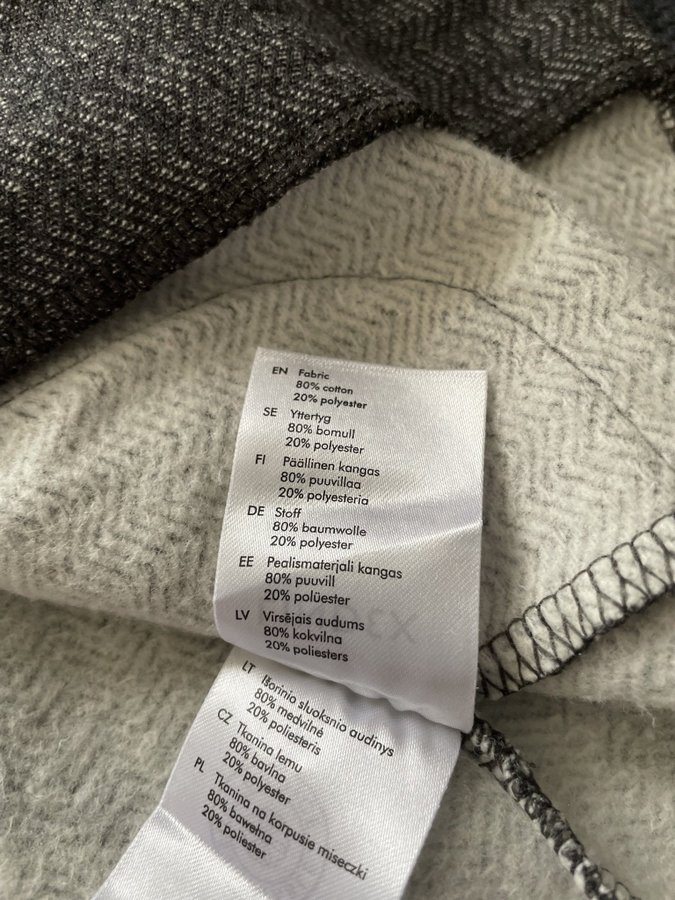 EN Fabric
80% cotton
20% polyester
SE Yttertyg
80% bomull
20% polyester
FI Päällinen kangas
80% puuvillaa
20% polyesteria
DE Stoff
80% baumwolle
20% polyester
EE Pealismaterjali kangas
80% puuvill
20% polüester
LV Virsējais audums
80% kokvilna
20% poliesters
LT Išorinio sluoksnio audinys
80% medvilnė
20% poliesteris
CZ Tkanina lemu
80% bavlna
20% polyester
PL Tkanina na korpusie miseczki
80% bawełna
20% poliester